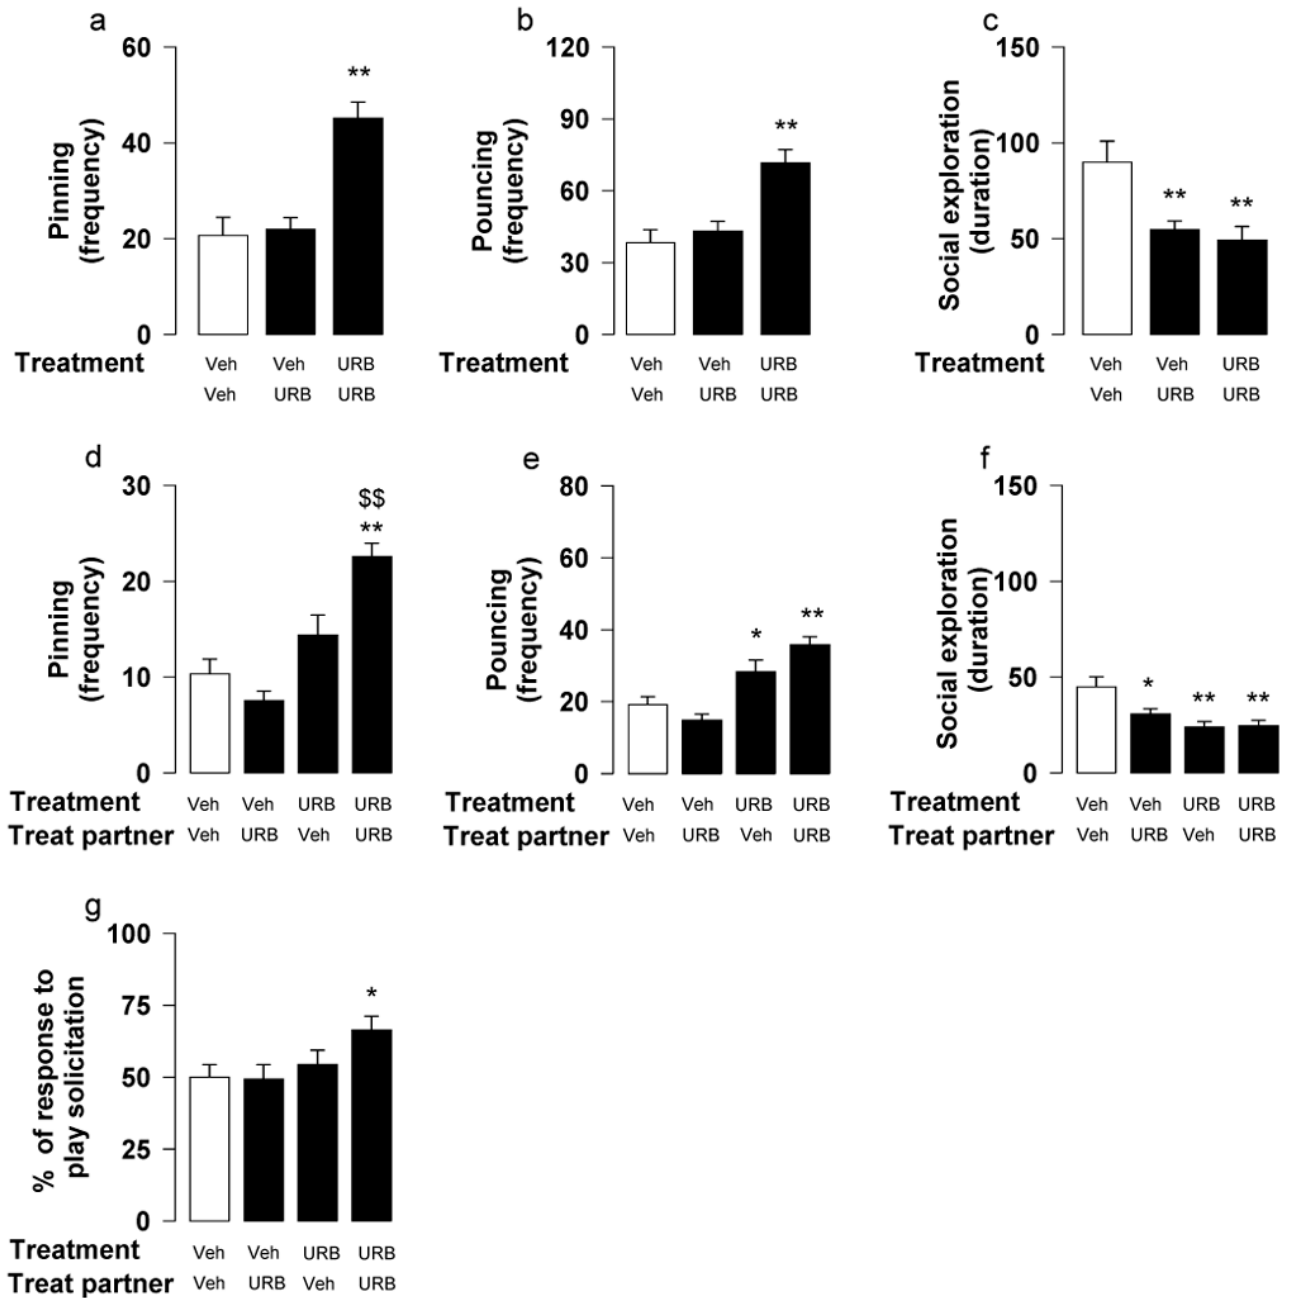 a
Pinning
(frequency)
60
40
20
0
**
Treatment Veh Veh URB
Veh URB URB
b
Pouncing
(frequency)
120
90
60
30
0
**
Treatment Veh Veh URB
Veh URB URB
c
Social exploration
(duration)
150
100
50
0
** **
Treatment Veh Veh URB
Veh URB URB
d
Pinning
(frequency)
30
20
10
0
$$
**
Treatment Veh Veh URB URB
Treat partner Veh URB Veh URB
e
Pouncing
(frequency)
80
60
40
20
0
* **
Treatment Veh Veh URB URB
Treat partner Veh URB Veh URB
f
Social exploration
(duration)
150
100
50
0
* ** **
Treatment Veh Veh URB URB
Treat partner Veh URB Veh URB
g
% of response to
play solicitation
100
75
50
25
0
*
Treatment Veh Veh URB URB
Treat partner Veh URB Veh URB